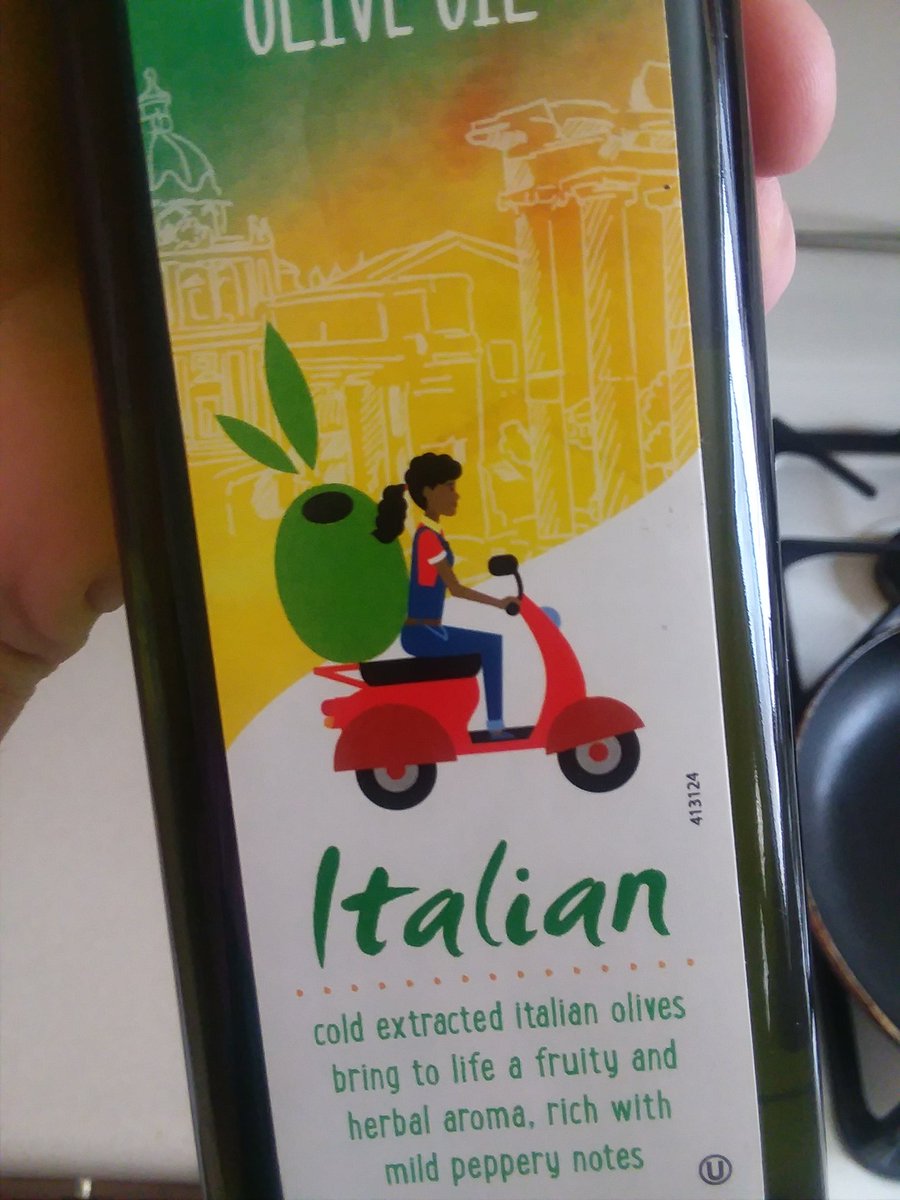 OLIVE OIL
413124
Italian
cold extracted italian olives
bring to life a fruity and
herbal aroma, rich with
mild peppery notes
U